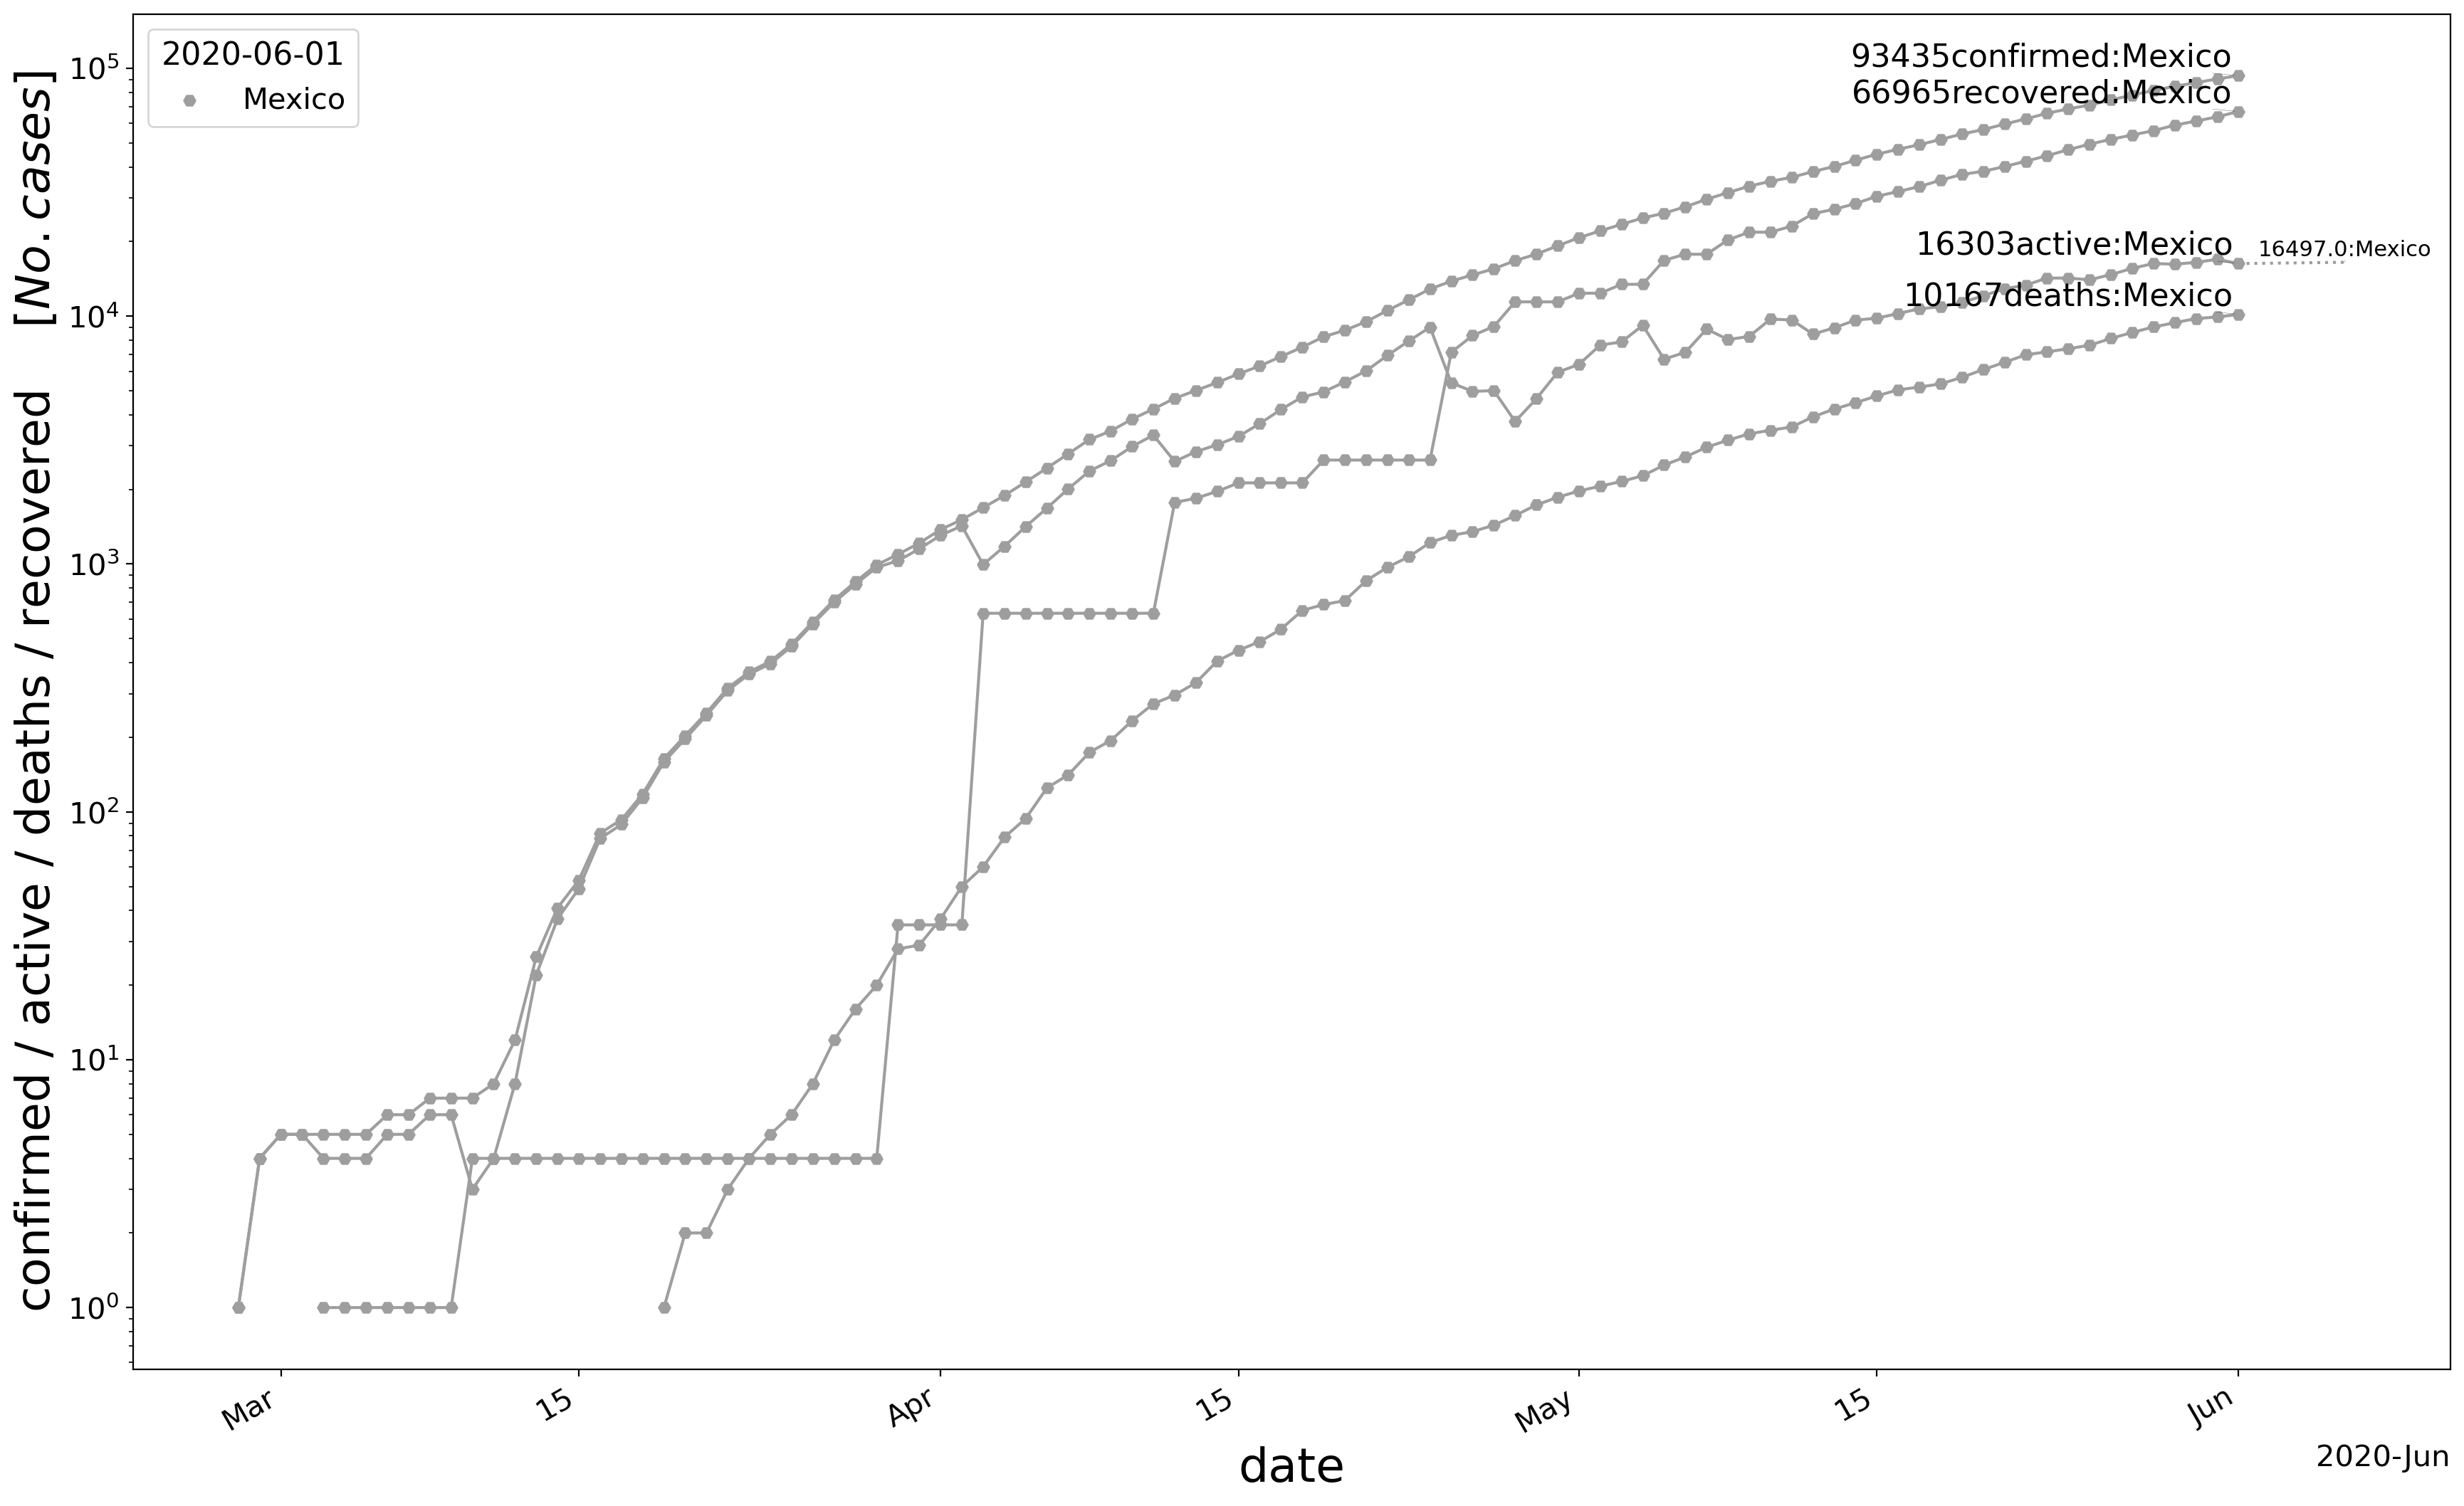 confirmed / active / deaths / recovered [No. cases]
10⁵
10⁴
10³
10²
10¹
10⁰
2020-06-01
Mexico
93435confirmed:Mexico
66965recovered:Mexico
16303active:Mexico
16497.0:Mexico
10167deaths:Mexico
Mar
15
Apr
15
May
15
Jun
date
2020-Jun